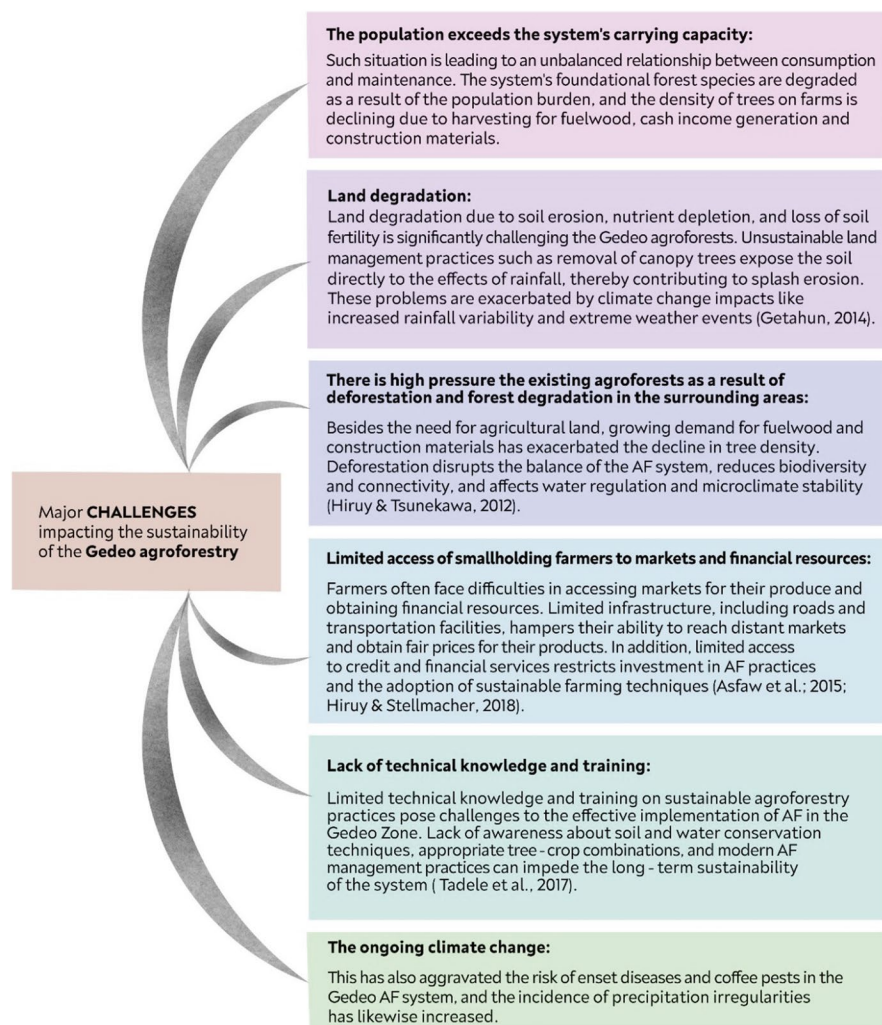 The population exceeds the system's carrying capacity:
Such situation is leading to an unbalanced relationship between consumption
and maintenance. The system's foundational forest species are degraded
as a result of the population burden, and the density of trees on farms is
declining due to harvesting for fuelwood, cash income generation and
construction materials.
Land degradation:
Land degradation due to soil erosion, nutrient depletion, and loss of soil
fertility is significantly challenging the Gedeo agroforests. Unsustainable land
management practices such as removal of canopy trees expose the soil
directly to the effects of rainfall, thereby contributing to splash erosion.
These problems are exacerbated by climate change impacts like
increased rainfall variability and extreme weather events (Getahun, 2014).
There is high pressure the existing agroforests as a result of
deforestation and forest degradation in the surrounding areas:
Besides the need for agricultural land, growing demand for fuelwood and
construction materials has exacerbated the decline in tree density.
Deforestation disrupts the balance of the AF system, reduces biodiversity
and connectivity, and affects water regulation and microclimate stability
(Hiruy & Tsunekawa, 2012).
Major CHALLENGES
impacting the sustainability
of the Gedeo agroforestry
Limited access of smallholding farmers to markets and financial resources:
Farmers often face difficulties in accessing markets for their produce and
obtaining financial resources. Limited infrastructure, including roads and
transportation facilities, hampers their ability to reach distant markets
and obtain fair prices for their products. In addition, limited access
to credit and financial services restricts investment in AF practices
and the adoption of sustainable farming techniques (Asfaw et al.; 2015;
Hiruy & Stellmacher, 2018).
Lack of technical knowledge and training:
Limited technical knowledge and training on sustainable agroforestry
practices pose challenges to the effective implementation of AF in the
Gedeo Zone. Lack of awareness about soil and water conservation
techniques, appropriate tree-crop combinations, and modern AF
management practices can impede the long-term sustainability
of the system ( Tadele et al., 2017).
The ongoing climate change:
This has also aggravated the risk of enset diseases and coffee pests in the
Gedeo AF system, and the incidence of precipitation irregularities
has likewise increased.